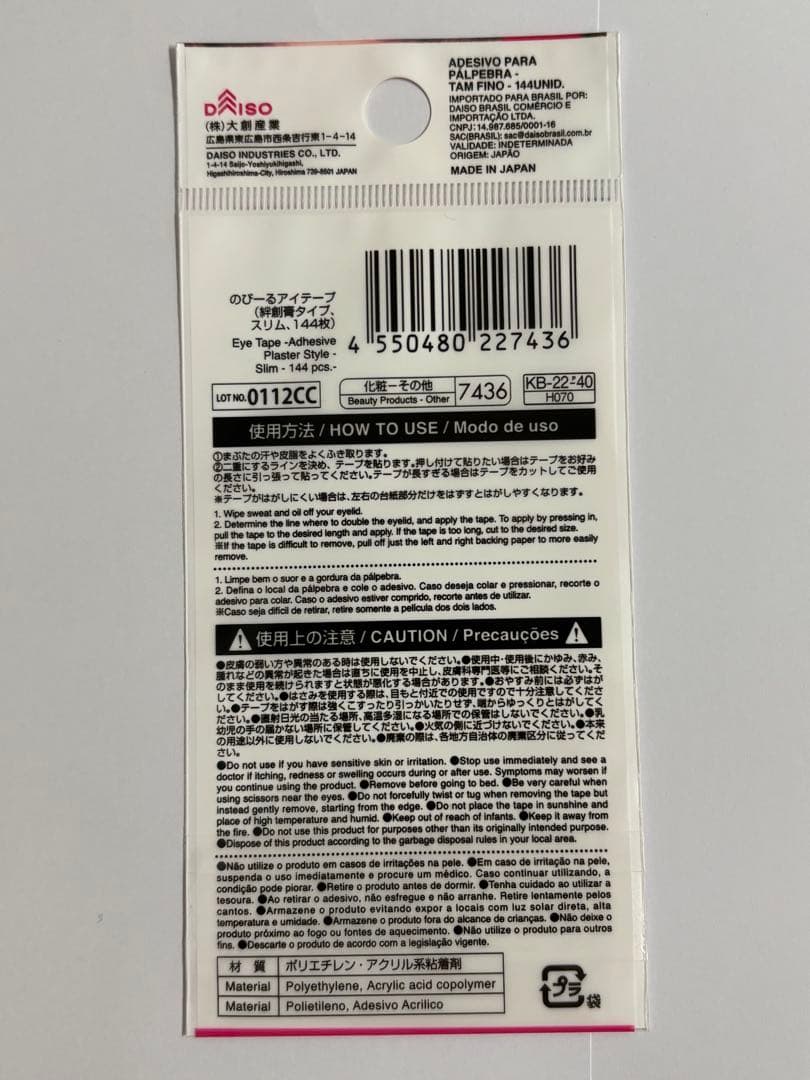 DAISO
(株)大創産業
広島県東広島市西条吉行東1-4-14
DAISO INDUSTRIES CO., LTD.
1-4-14 Saijo-Yoshiyukihigashi,
Higashihiroshima-City, Hiroshima 739-8501 JAPAN
ADESIVO PARA
PÁLPEBRA -
TAM FINO - 144UNID.
IMPORTADO PARA BRASIL POR:
DAISO BRASIL COMÉRCIO E
IMPORTAÇÃO LTDA.
CNPJ:14.987.685/0001-16
SAC(BRASIL): sac@daisobrasil.com.br
VALIDADE: INDETERMINADA
ORIGEM: JAPÃO
MADE IN JAPAN
のびーるアイテープ
(絆創膏タイプ、
スリム、144枚)
Eye Tape -Adhesive
Plaster Style -
Slim - 144 pcs.-
4 550480 227436
LOT NO. 0112CC
化粧ーその他
Beauty Products - Other
7436
KB-22-40
H070
使用方法 / HOW TO USE / Modo de uso
①まぶたの汗や皮脂をよくふき取ります。
②二重にするラインを決め、テープを貼ります。押し付けて貼りたい場合はテープをお好み
の長さに引っ張って貼ってください。テープが長すぎる場合はテープをカットしてご使用
ください。
※テープがはがしにくい場合は、左右の台紙部分だけをはずすとはがしやすくなります。
1. Wipe sweat and oil off your eyelid.
2. Determine the line where to double the eyelid, and apply the tape. To apply by pressing in,
pull the tape to the desired length and apply. If the tape is too long, cut to the desired size.
※If the tape is difficult to remove, pull off just the left and right backing paper to more easily
remove.
1. Limpe bem o suor e a gordura da pálpebra.
2. Defina o local da pálpebra e cole o adesivo. Caso deseja colar e pressionar, recorte o
adesivo para colar. Caso o adesivo estiver comprido, recorte antes de utilizar.
※Caso seja difícil de retirar, retire somente a película dos dois lados.
使用上の注意 / CAUTION / Precauções
●皮膚の弱い方や異常のある時は使用しないでください。●使用中・使用後にかゆみ、赤み、
腫れなどの異常が起きた場合は直ちに使用を中止し、皮膚科専門医等にご相談ください。そ
のまま使用を続けられますと状態が悪化する場合があります。●おやすみ前には必ずはが
してください。●はさみを使用する際は、目もと付近での使用ですので十分注意してくださ
い。●テープをはがす際は強くこすったり引っかいたりせず、端からゆっくりとはがしてく
ださい。●直射日光の当たる場所、高温多湿になる場所での保管はしないでください。●乳
幼児の手の届かない場所に保管してください。●火気の側に近づけないでください。●本来
の用途以外に使用しないでください。●廃棄の際は、各地方自治体の廃棄区分に従ってくだ
さい。
●Do not use if you have sensitive skin or irritation. ●Stop use immediately and see a
doctor if itching, redness or swelling occurs during or after use. Symptoms may worsen if
you continue using the product. ●Remove before going to bed. ●Be very careful when
using scissors near the eyes. ●Do not forcefully twist or tug when removing the tape but
instead gently remove, starting from the edge. ●Do not place the tape in sunshine and
place of high temperature and humid. ●Keep out of reach of infants. ●Keep it away from
the fire. ●Do not use this product for purposes other than its originally intended purpose.
●Dispose of this product according to the garbage disposal rules in your local area.
●Não utilize o produto em casos de irritações na pele. ●Em caso de irritação na pele,
suspenda o uso imediatamente e procure um médico. Caso continuar utilizando, a
condição pode piorar. ●Retire o produto antes de dormir. ●Tenha cuidado ao utilizar a
tesoura. ●Ao retirar o adesivo, não esfregue e não arranhe. Retire lentamente pelos
cantos. ●Armazene o produto evitando expor a locais com luz solar direta, alta
temperatura e umidade. ●Armazene o produto fora do alcance de crianças. ●Não deixe o
produto próximo ao fogo ou fontes de aquecimento. ●Não utilize o produto para outros
fins. ●Descarte o produto de acordo com a legislação vigente.
材 質 ポリエチレン・アクリル系粘着剤
Material Polyethylene, Acrylic acid copolymer
Material Polietileno, Adesivo Acrílico
プラ
袋